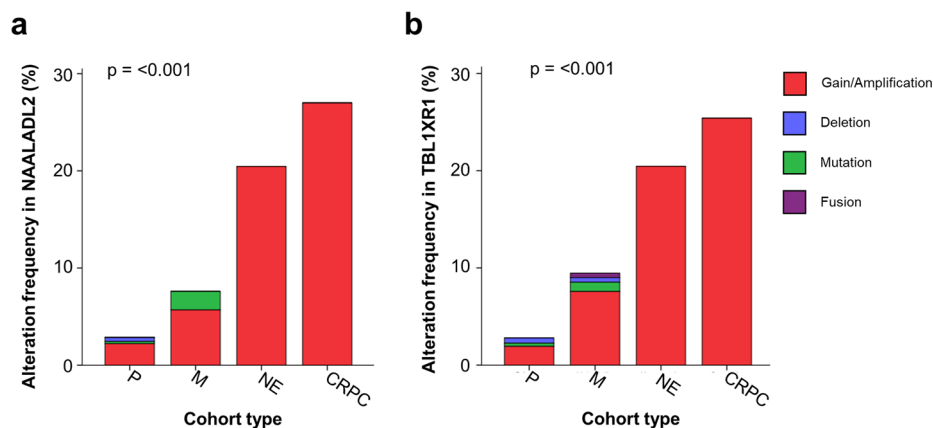 a
p = <0.001
Alteration frequency in NAALADL2 (%)
30
20
10
0
P
M
NE
CRPC
Cohort type
b
p = <0.001
Alteration frequency in TBL1XR1 (%)
30
20
10
0
P
M
NE
CRPC
Cohort type
Gain/Amplification
Deletion
Mutation
Fusion